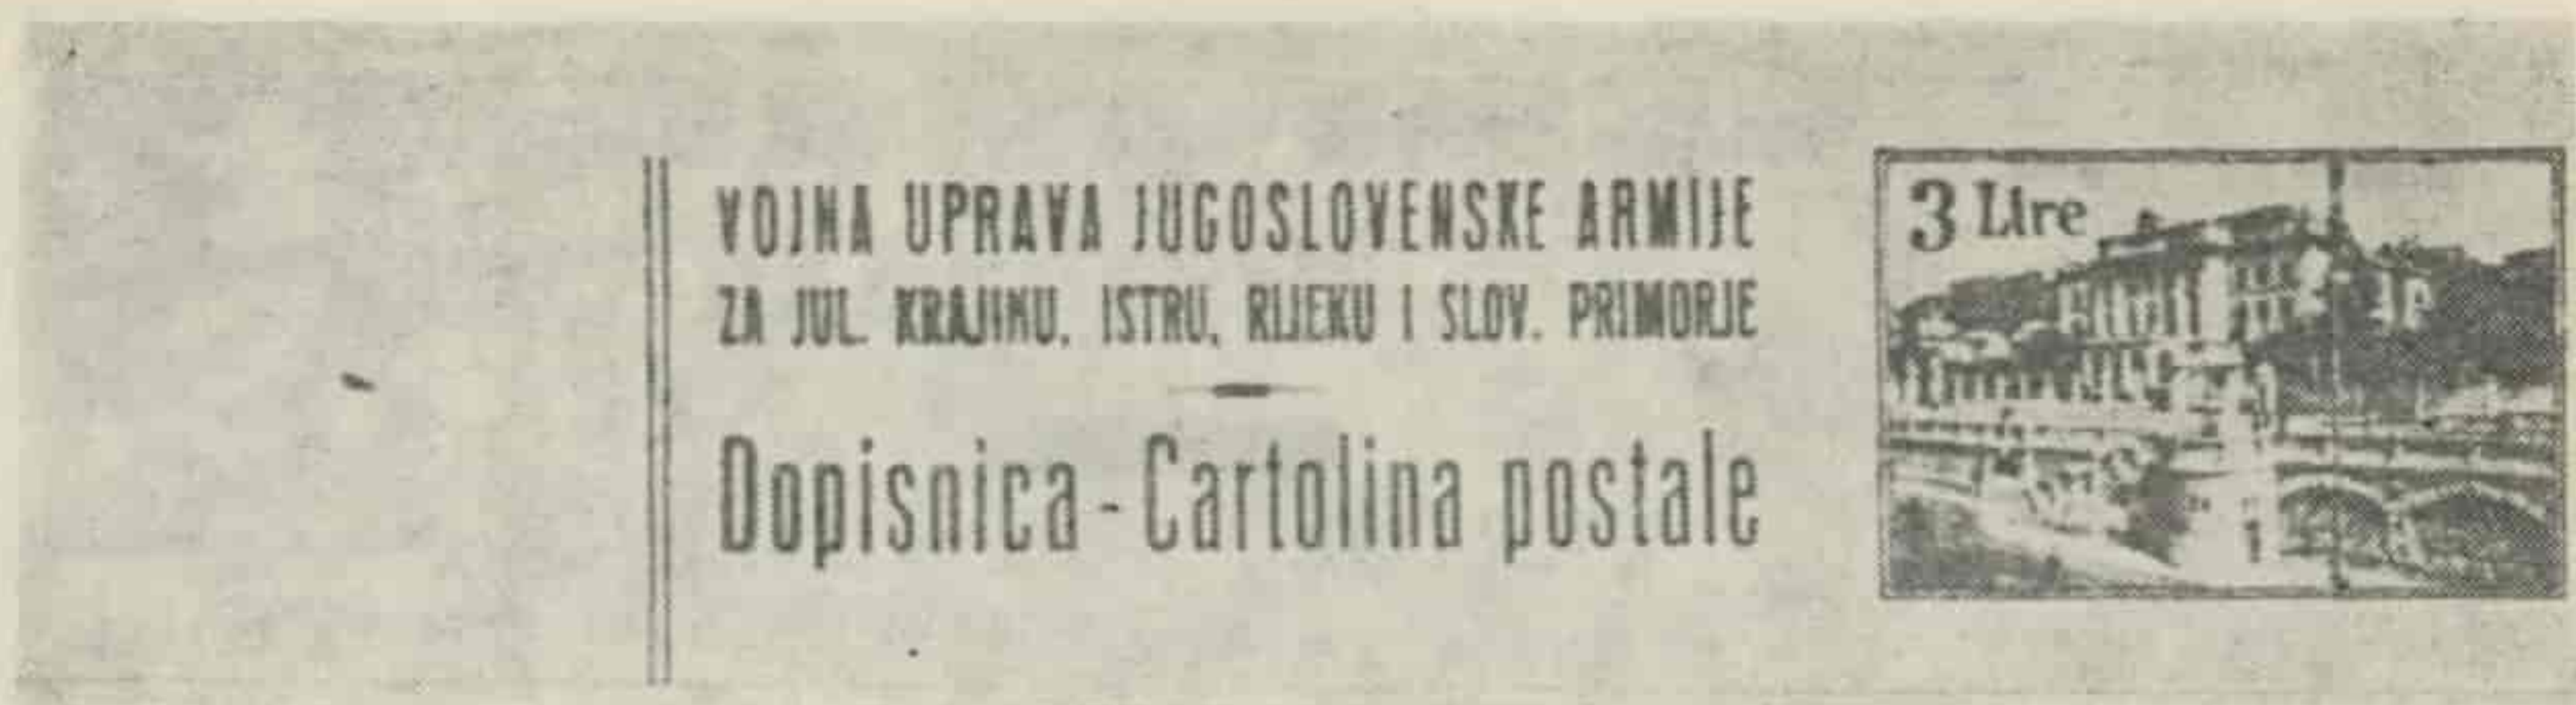 VOJNA UPRAVA JUGOSLOVENSKE ARMIJE
ZA JUL. KRAJINU, ISTRU, RIJEKU I SLOV. PRIMORJE
Dopisnica - Cartolina postale
3 Lire